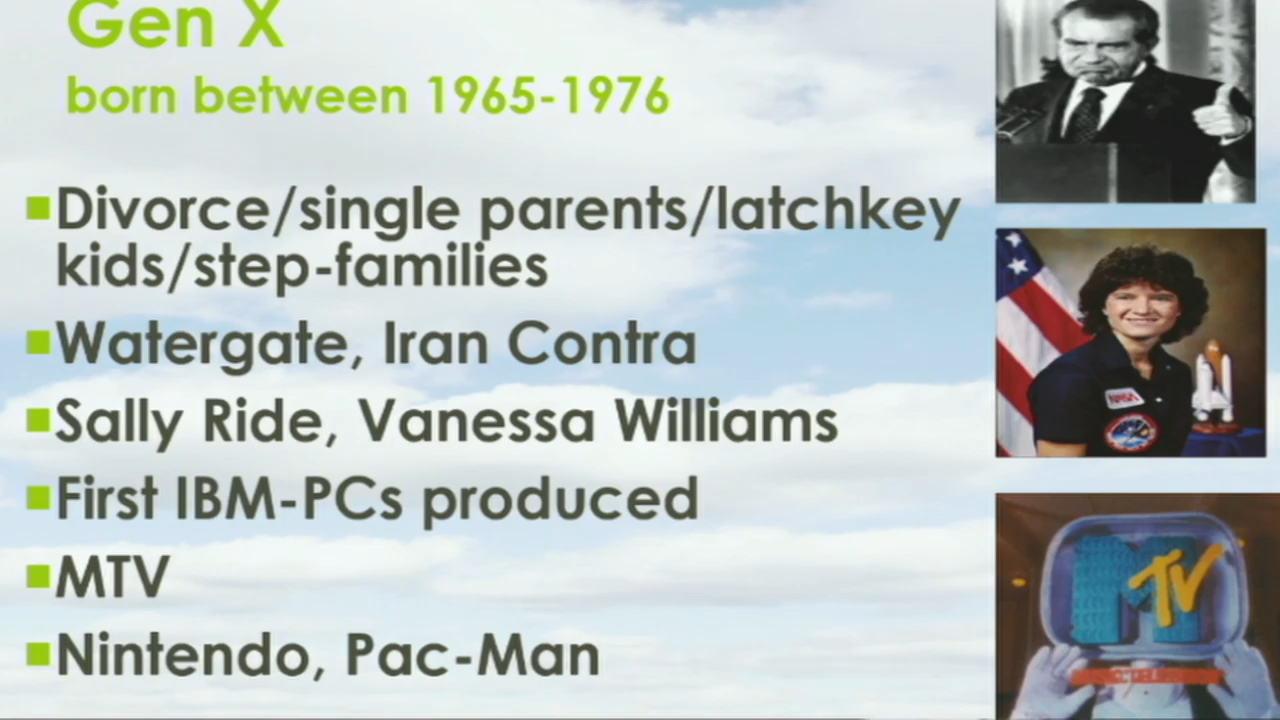 Gen X
born between 1965-1976
Divorce/single parents/latchkey
kids/step-families
Watergate, Iran Contra
Sally Ride, Vanessa Williams
First IBM-PCs produced
MTV
Nintendo, Pac-Man
NASA
MTV